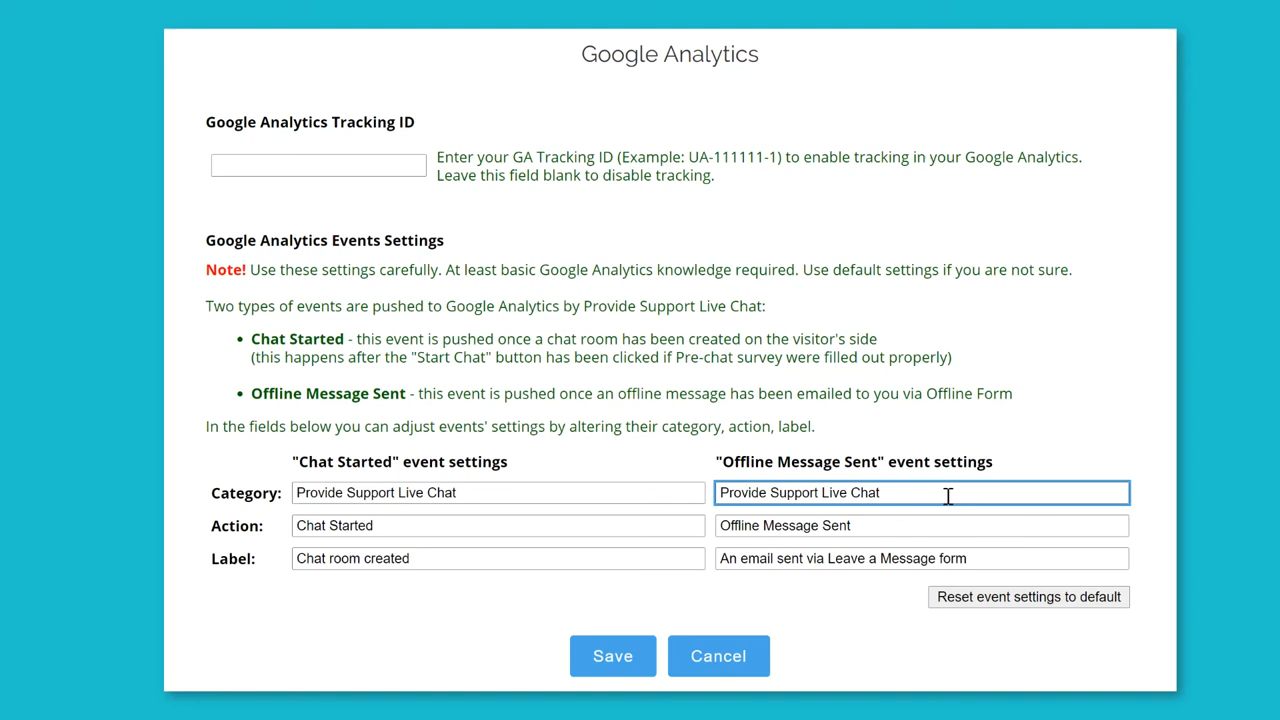 Google Analytics
Google Analytics Tracking ID
Enter your GA Tracking ID (Example: UA-111111-1) to enable tracking in your Google Analytics.
Leave this field blank to disable tracking.
Google Analytics Events Settings
Note! Use these settings carefully. At least basic Google Analytics knowledge required. Use default settings if you are not sure.
Two types of events are pushed to Google Analytics by Provide Support Live Chat:
• Chat Started - this event is pushed once a chat room has been created on the visitor's side
(this happens after the "Start Chat" button has been clicked if Pre-chat survey were filled out properly)
• Offline Message Sent - this event is pushed once an offline message has been emailed to you via Offline Form
In the fields below you can adjust events' settings by altering their category, action, label.
"Chat Started" event settings "Offline Message Sent" event settings
Category: Provide Support Live Chat Provide Support Live Chat
Action: Chat Started Offline Message Sent
Label: Chat room created An email sent via Leave a Message form
Reset event settings to default
Save Cancel